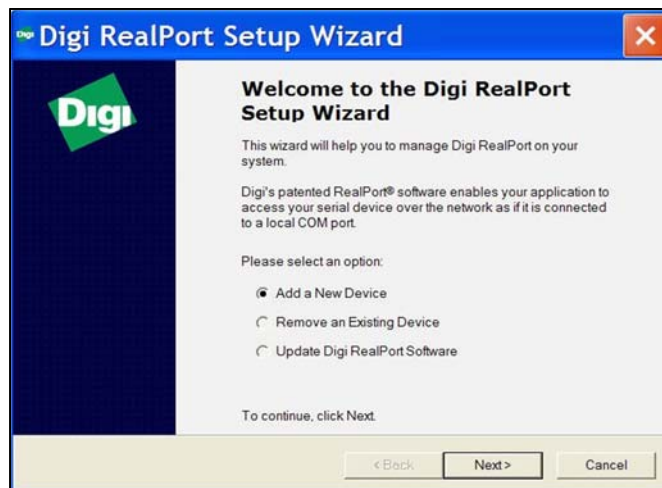 Digi Digi RealPort Setup Wizard
Digi
Welcome to the Digi RealPort
Setup Wizard
This wizard will help you to manage Digi RealPort on your
system.
Digi's patented RealPort® software enables your application to
access your serial device over the network as if it is connected
to a local COM port.
Please select an option:
Add a New Device
Remove an Existing Device
Update Digi RealPort Software
To continue, click Next.
< Back Next > Cancel